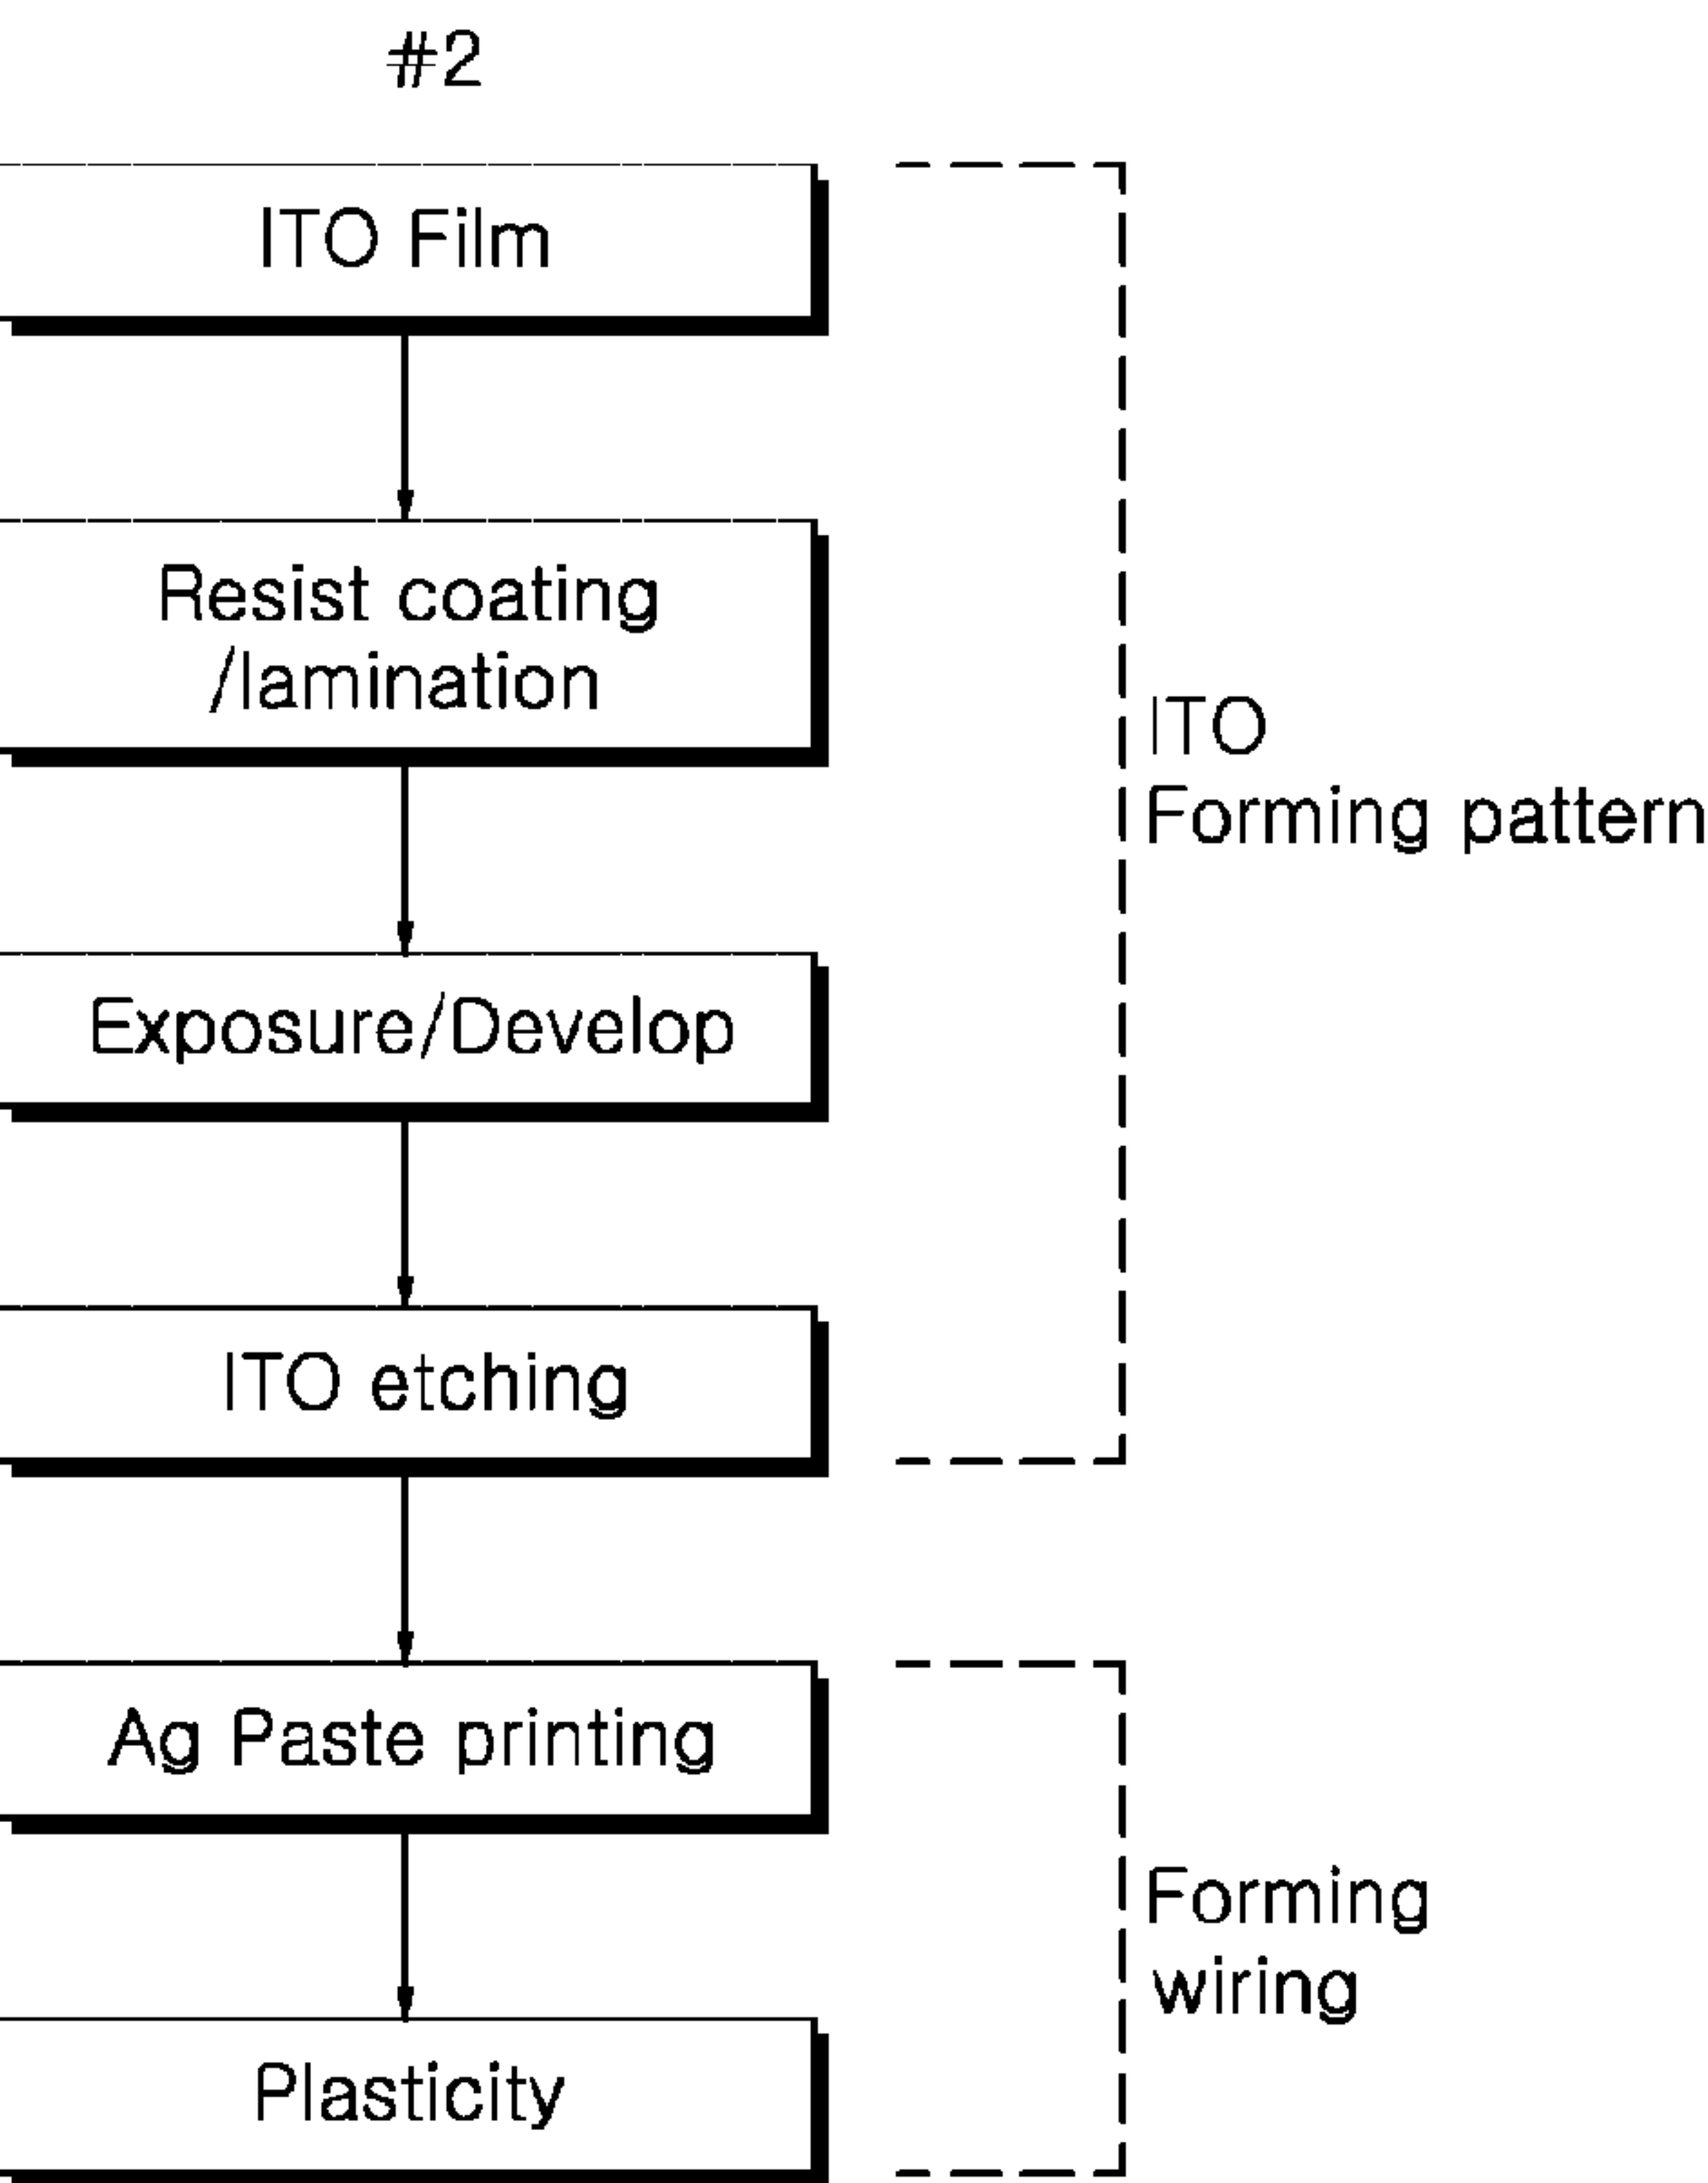 #2
ITO Film
Resist coating
/lamination
ITO
Forming pattern
Exposure/Develop
ITO etching
Ag Paste printing
Forming
wiring
Plasticity